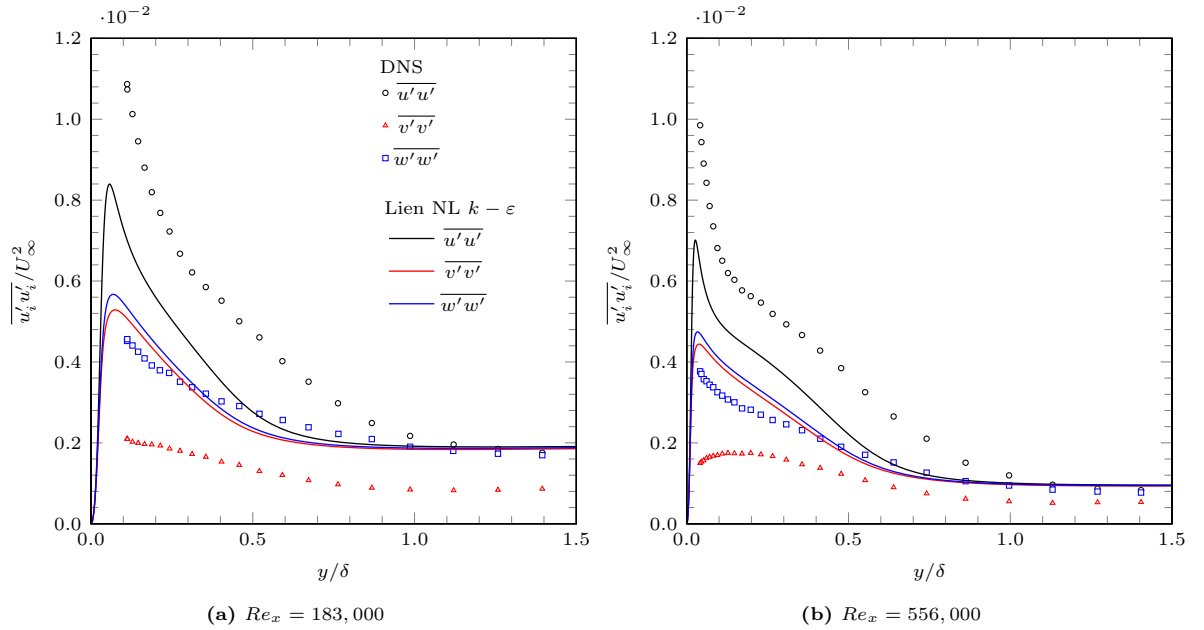 ·10⁻²
1.2
1.0
0.8
0.6
0.4
0.2
0.0
0.0 0.5 1.0 1.5
y/δ
u′ᵢu′ᵢ/U²∞
DNS
u′u′
v′v′
w′w′
Lien NL k − ε
u′u′
v′v′
w′w′
(a) Reₓ = 183, 000
·10⁻²
1.2
1.0
0.8
0.6
0.4
0.2
0.0
0.0 0.5 1.0 1.5
y/δ
u′ᵢu′ᵢ/U²∞
(b) Reₓ = 556, 000